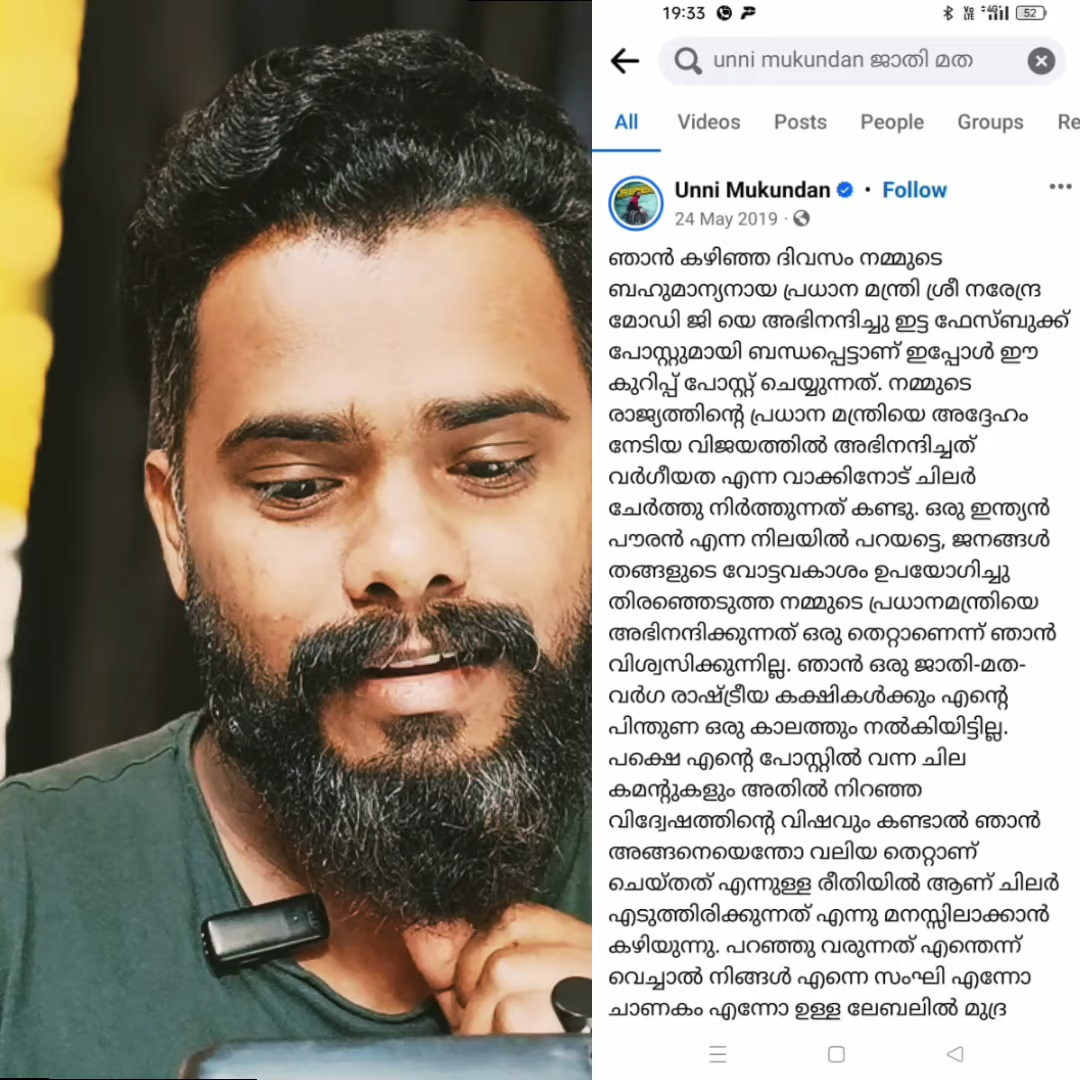 19:33
Vo LTE 4G 52
unni mukundan ജാതി മത
All Videos Posts People Groups Re
Unni Mukundan · Follow
24 May 2019 ·
ഞാൻ കഴിഞ്ഞ ദിവസം നമ്മുടെ
ബഹുമാന്യനായ പ്രധാന മന്ത്രി ശ്രീ നരേന്ദ്ര
മോഡി ജി യെ അഭിനന്ദിച്ചു ഇട്ട ഫേസ്ബുക്ക്
പോസ്റ്റുമായി ബന്ധപ്പെട്ടാണ് ഇപ്പോൾ ഈ
കുറിപ്പ് പോസ്റ്റ് ചെയ്യുന്നത്. നമ്മുടെ
രാജ്യത്തിന്റെ പ്രധാന മന്ത്രിയെ അദ്ദേഹം
നേടിയ വിജയത്തിൽ അഭിനന്ദിച്ചത്
വർഗീയത എന്ന വാക്കിനോട് ചിലർ
ചേർത്തു നിർത്തുന്നത് കണ്ടു. ഒരു ഇന്ത്യൻ
പൗരൻ എന്ന നിലയിൽ പറയട്ടെ, ജനങ്ങൾ
തങ്ങളുടെ വോട്ടവകാശം ഉപയോഗിച്ചു
തിരഞ്ഞെടുത്ത നമ്മുടെ പ്രധാനമന്ത്രിയെ
അഭിനന്ദിക്കുന്നത് ഒരു തെറ്റാണെന്ന് ഞാൻ
വിശ്വസിക്കുന്നില്ല. ഞാൻ ഒരു ജാതി-മത-
വർഗ രാഷ്ട്രീയ കക്ഷികൾക്കും എന്റെ
പിന്തുണ ഒരു കാലത്തും നൽകിയിട്ടില്ല.
പക്ഷെ എന്റെ പോസ്റ്റിൽ വന്ന ചില
കമന്റുകളും അതിൽ നിറഞ്ഞ
വിദ്വേഷത്തിന്റെ വിഷവും കണ്ടാൽ ഞാൻ
അങ്ങനെയെന്തോ വലിയ തെറ്റാണ്
ചെയ്തത് എന്നുള്ള രീതിയിൽ ആണ് ചിലർ
എടുത്തിരിക്കുന്നത് എന്നു മനസ്സിലാക്കാൻ
കഴിയുന്നു. പറഞ്ഞു വരുന്നത് എന്തെന്ന്
വെച്ചാൽ നിങ്ങൾ എന്നെ സംഘി എന്നോ
ചാണകം എന്നോ ഉള്ള ലേബലിൽ മുദ്ര